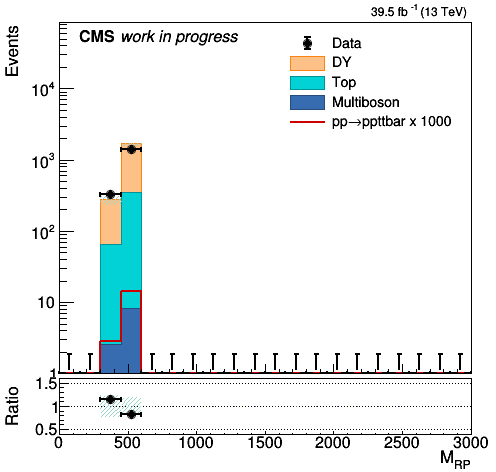 39.5 fb⁻¹ (13 TeV)
CMS work in progress
Events
Data
DY
Top
Multiboson
pp→ppttbar x 1000
10⁴
10³
10²
10
1
Ratio
1.5
1
0.5
0 500 1000 1500 2000 2500 3000
M_RP